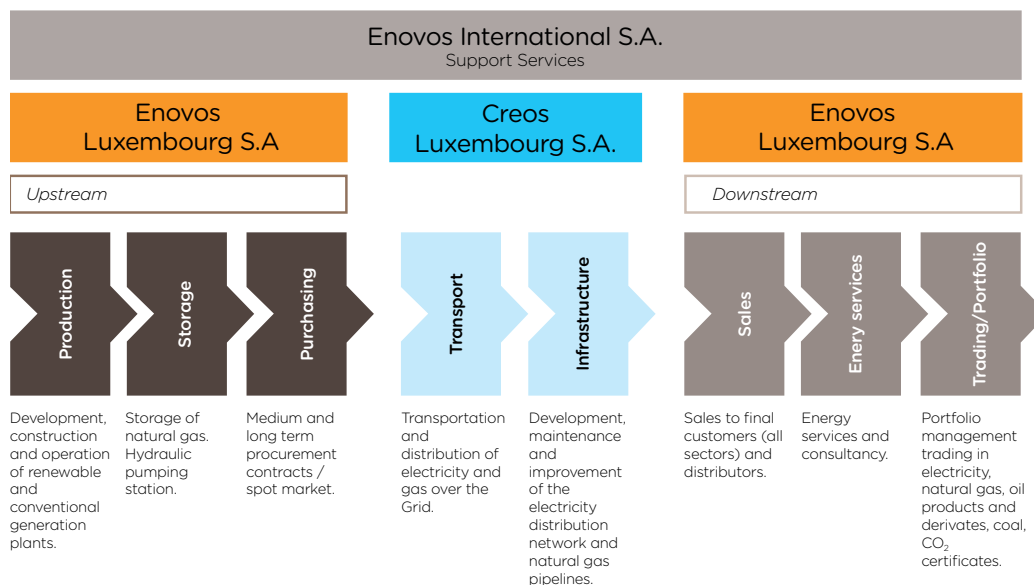 Enovos International S.A.
Support Services
Enovos
Luxembourg S.A
Creos
Luxembourg S.A.
Enovos
Luxembourg S.A
Upstream
Downstream
Production
Storage
Purchasing
Transport
Infrastructure
Sales
Enery services
Trading/Portfolio
Development,
construction
and operation
of renewable
and
conventional
generation
plants.
Storage of
natural gas.
Hydraulic
pumping
station.
Medium and
long term
procurement
contracts /
spot market.
Transportation
and
distribution of
electricity and
gas over the
Grid.
Development,
maintenance
and
improvement
of the
electricity
distribution
network and
natural gas
pipelines.
Sales to final
customers (all
sectors) and
distributors.
Energy
services and
consultancy.
Portfolio
management
trading in
electricity,
natural gas, oil
products and
derivates, coal,
CO₂
certificates.